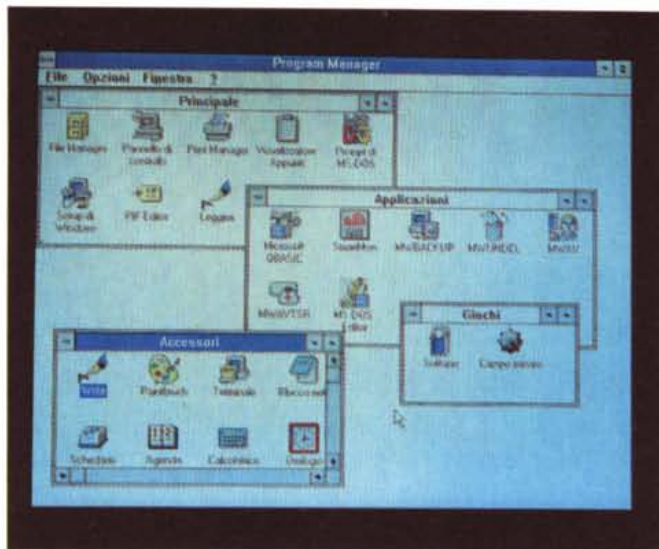 Program Manager
File Opzioni Finestra ?
Principale
File Manager Pannello di controllo Print Manager Visualizzatore Appunti Prompt di MS-DOS
Setup di Windows PIF Editor Leggimi
Applicazioni
Microsoft QBASIC MWBACKUP MWUNDEL MWAV
MWAVTSR MS-DOS Editor
Giochi
Solitario Campo minato
Accessori
Write Paintbrush Terminale Blocco note
Schedario Agenda Calcolatrice Orologio